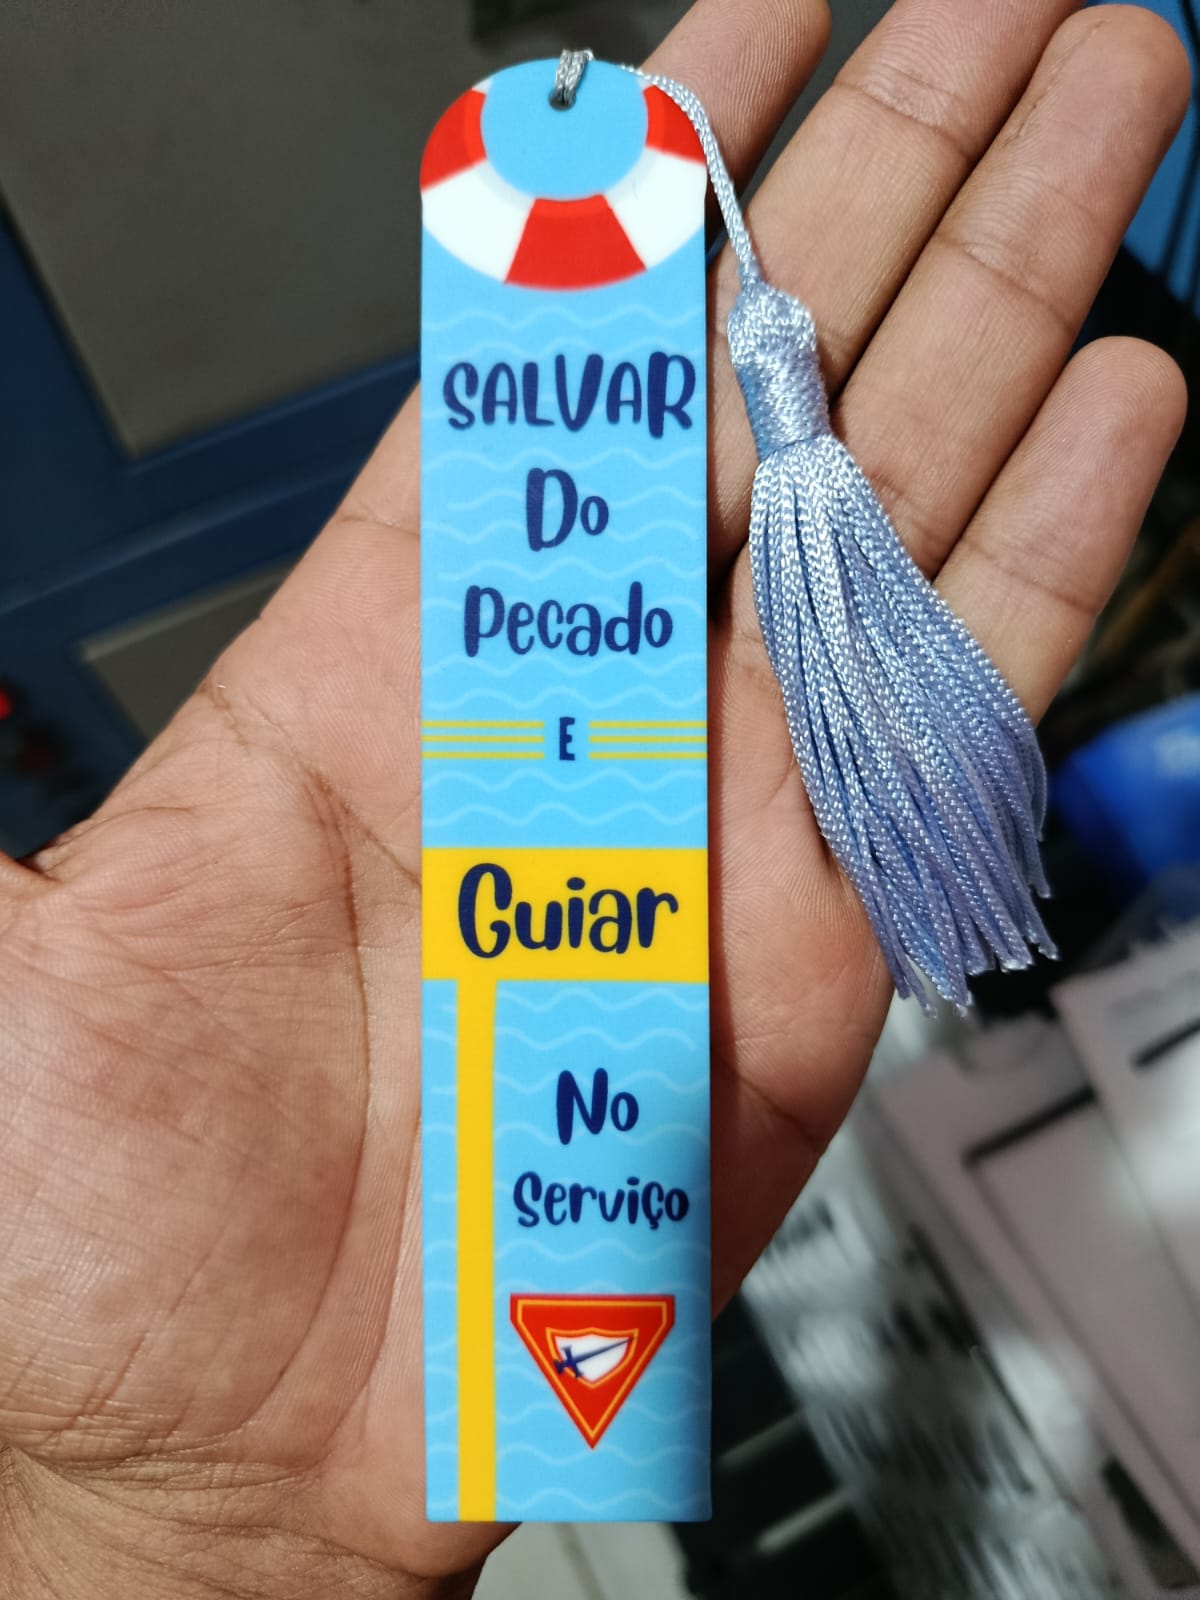 SALVAR
Do
Pecado
E
Guiar
No
Serviço